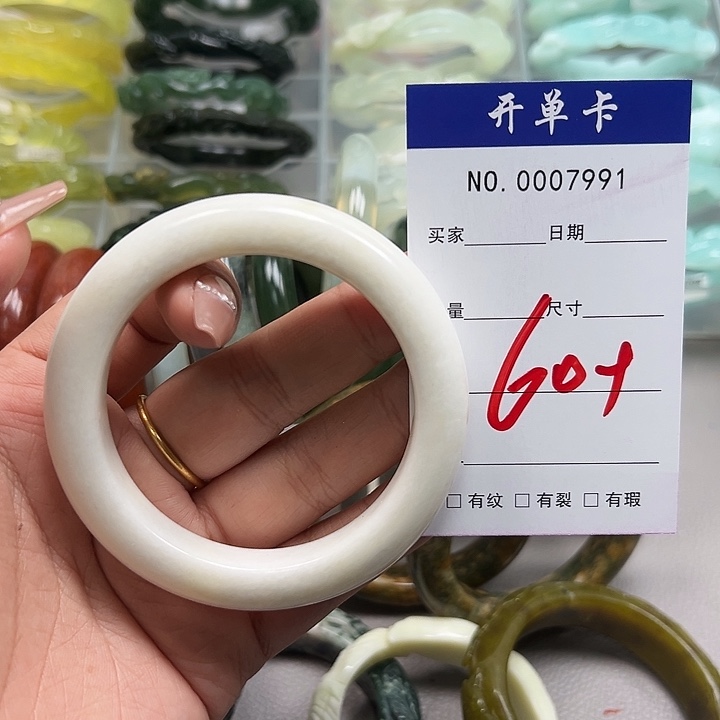 开单卡
NO.0007991
买家 日期
量 尺寸
60+
□有纹 □有裂 □有瑕